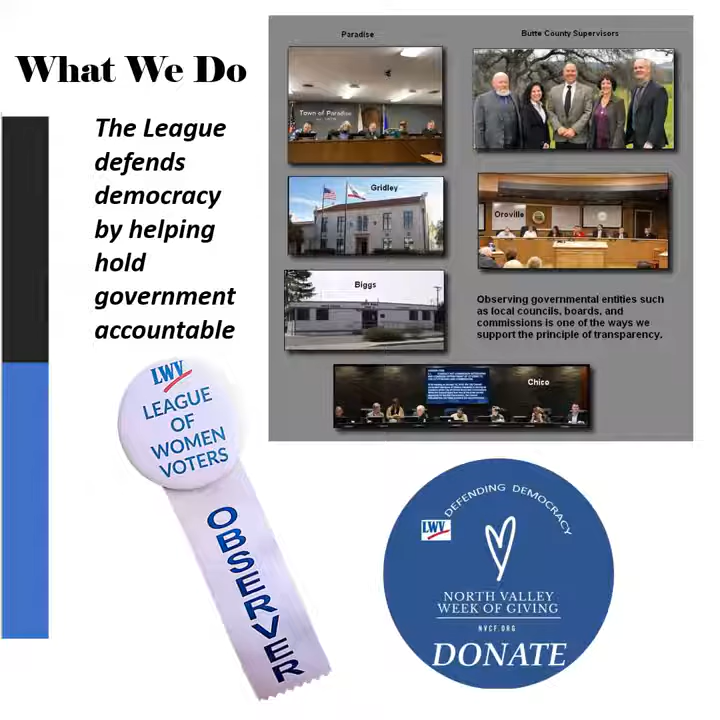 What We Do
The League
defends
democracy
by helping
hold
government
accountable
Paradise
Town of Paradise
Butte County Supervisors
Gridley
Oroville
Biggs
Observing governmental entities such
as local councils, boards, and
commissions is one of the ways we
support the principle of transparency.
Chico
LWV
LEAGUE
OF
WOMEN
VOTERS
OBSERVER
DEFENDING DEMOCRACY
LWV
NORTH VALLEY
WEEK OF GIVING
NVCF.ORG
DONATE